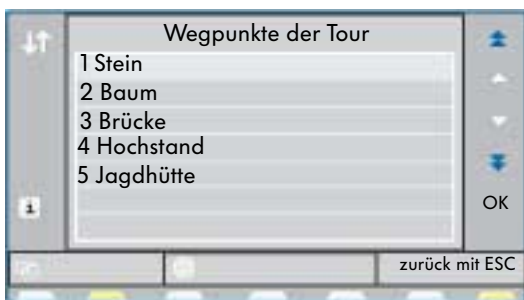 Wegpunkte der Tour
1 Stein
2 Baum
3 Brücke
4 Hochstand
5 Jagdhütte
i
OK
zurück mit ESC